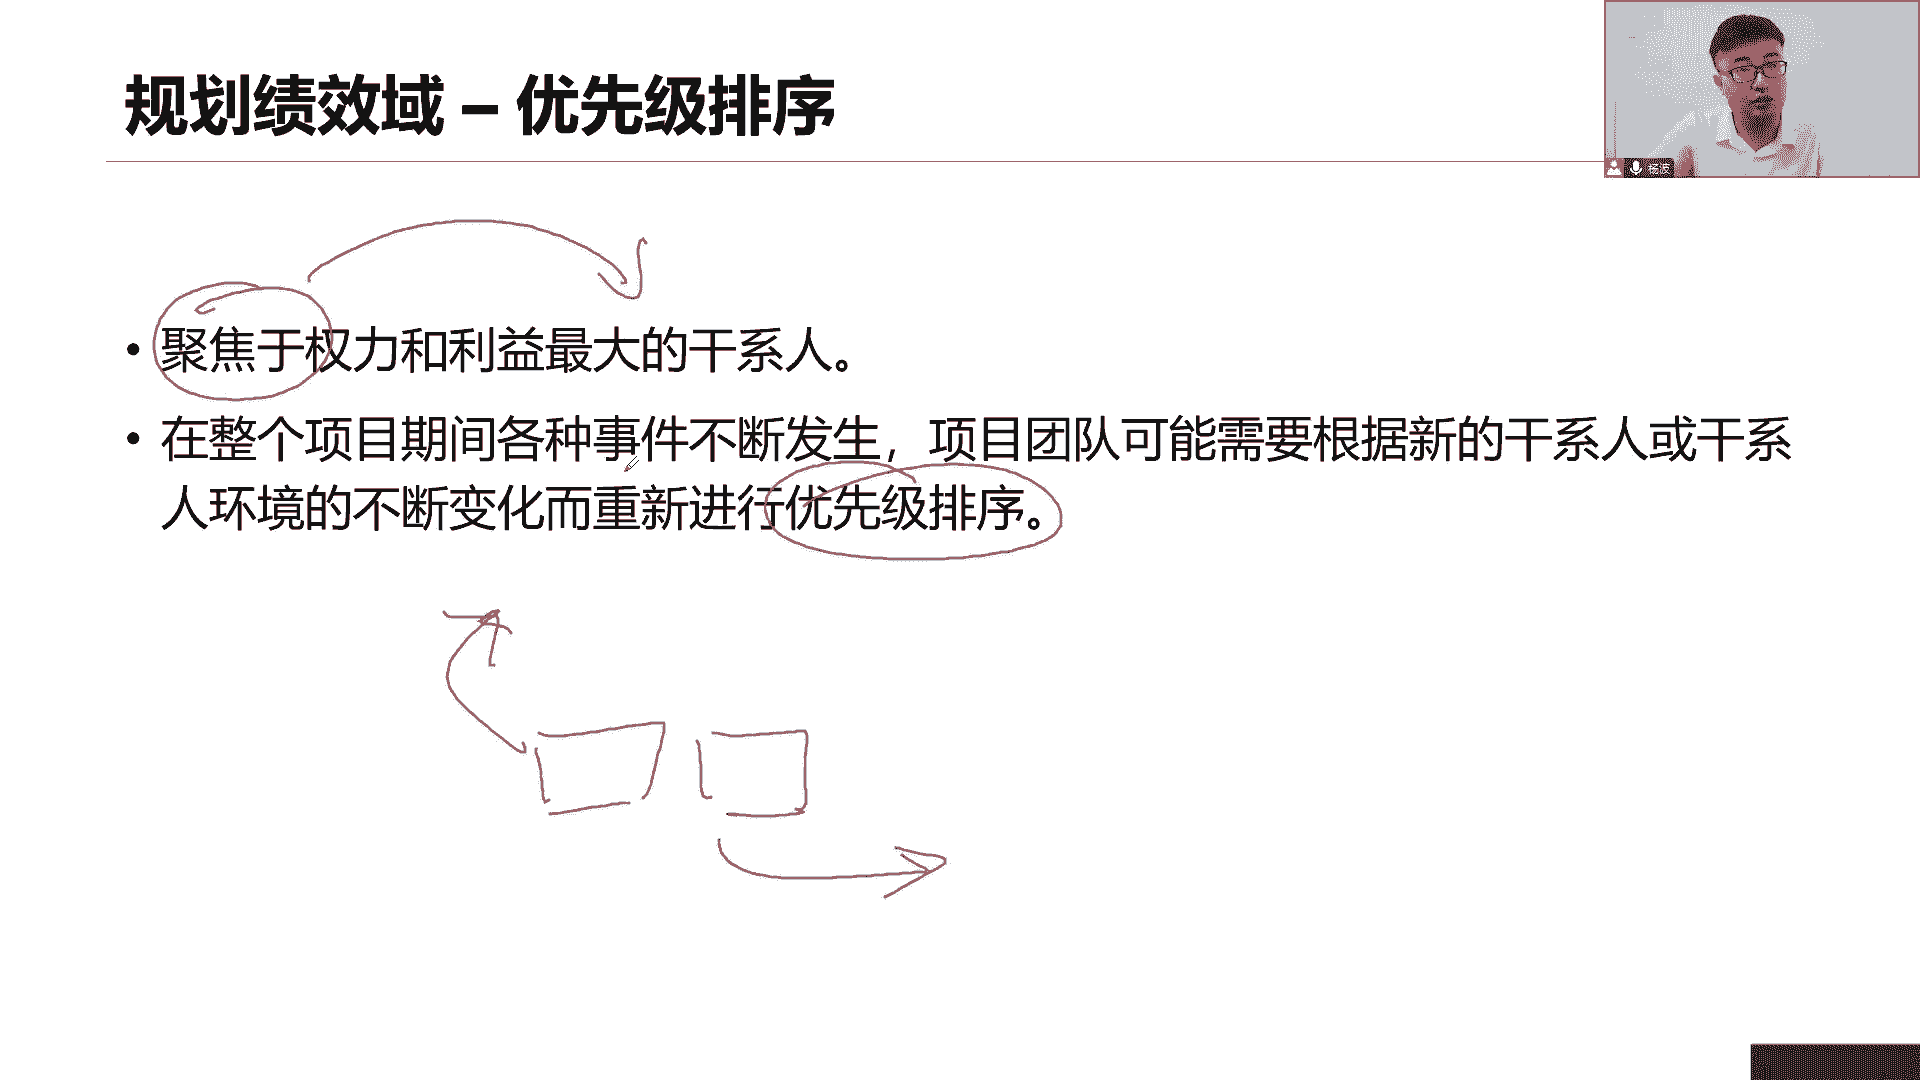 规划绩效域 – 优先级排序
• 聚焦于权力和利益最大的干系人。
• 在整个项目期间各种事件不断发生，项目团队可能需要根据新的干系人或干系
人环境的不断变化而重新进行优先级排序。
杨波